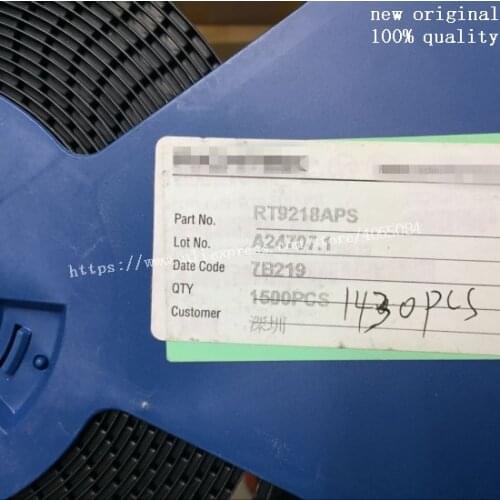 new original
100% quality
Part No. RT9218APS
Lot No. A24707.1
Date Code 7B219
QTY 1500PCS 1430PCS
Customer 深圳